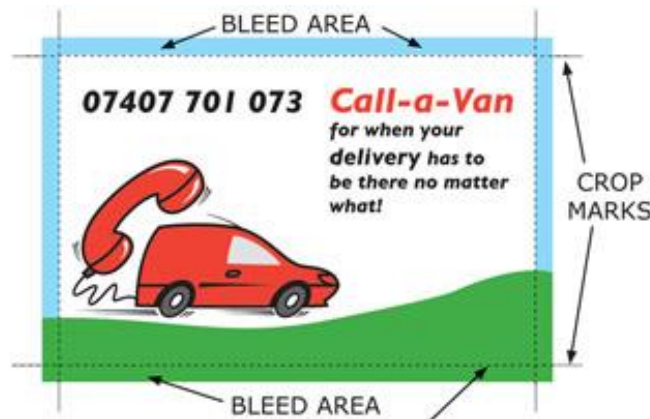 BLEED AREA
07407 701 073
Call-a-Van
for when your
delivery has to
be there no matter
what!
CROP
MARKS
BLEED AREA